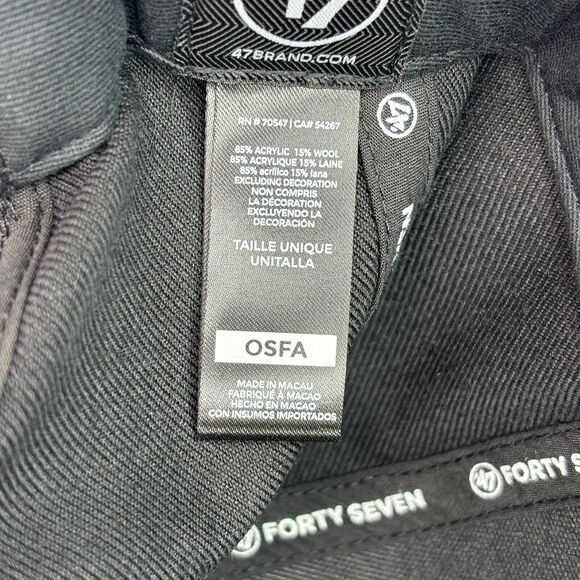 47
47BRAND.COM
RN # 70547 | CA# 54267
85% ACRYLIC 15% WOOL
85% ACRYLIQUE 15% LAINE
85% acrílico 15% lana
EXCLUDING DECORATION
NON COMPRIS
LA DÉCORATION
EXCLUYENDO LA
DECORACIÓN
TAILLE UNIQUE
UNITALLA
OSFA
MADE IN MACAU
FABRIQUÉ À MACAO
HECHO EN MACAO
CON INSUMOS IMPORTADOS
47
47 FORTY SEVEN
47 FORTY SEVEN